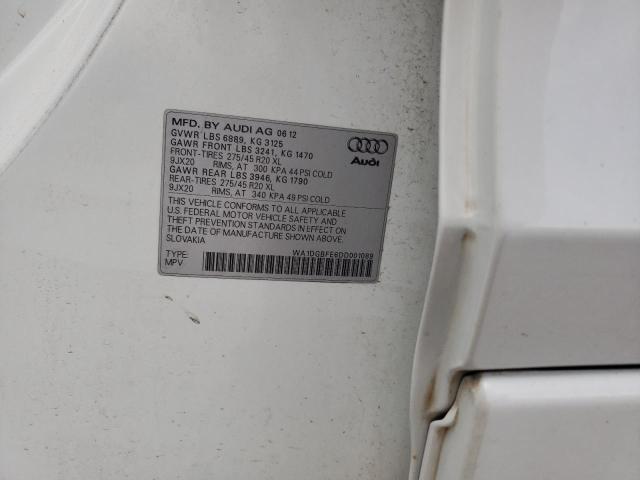 MFD. BY AUDI AG 06 12
GVWR LBS 6889, KG 3125
GAWR FRONT LBS 3241, KG 1470
FRONT-TIRES 275/45 R20 XL
9JX20 RIMS, AT 300 KPA 44 PSI COLD
GAWR REAR LBS 3946, KG 1790
REAR-TIRES 275/45 R20 XL
9JX20 RIMS, AT 340 KPA 49 PSI COLD
Audi
THIS VEHICLE CONFORMS TO ALL APPLICABLE
U.S. FEDERAL MOTOR VEHICLE SAFETY AND
THEFT PREVENTION STANDARDS IN EFFECT ON
THE DATE OF MANUFACTURE SHOWN ABOVE.
SLOVAKIA
WA1DGBFE6DD001089
TYPE:
MPV